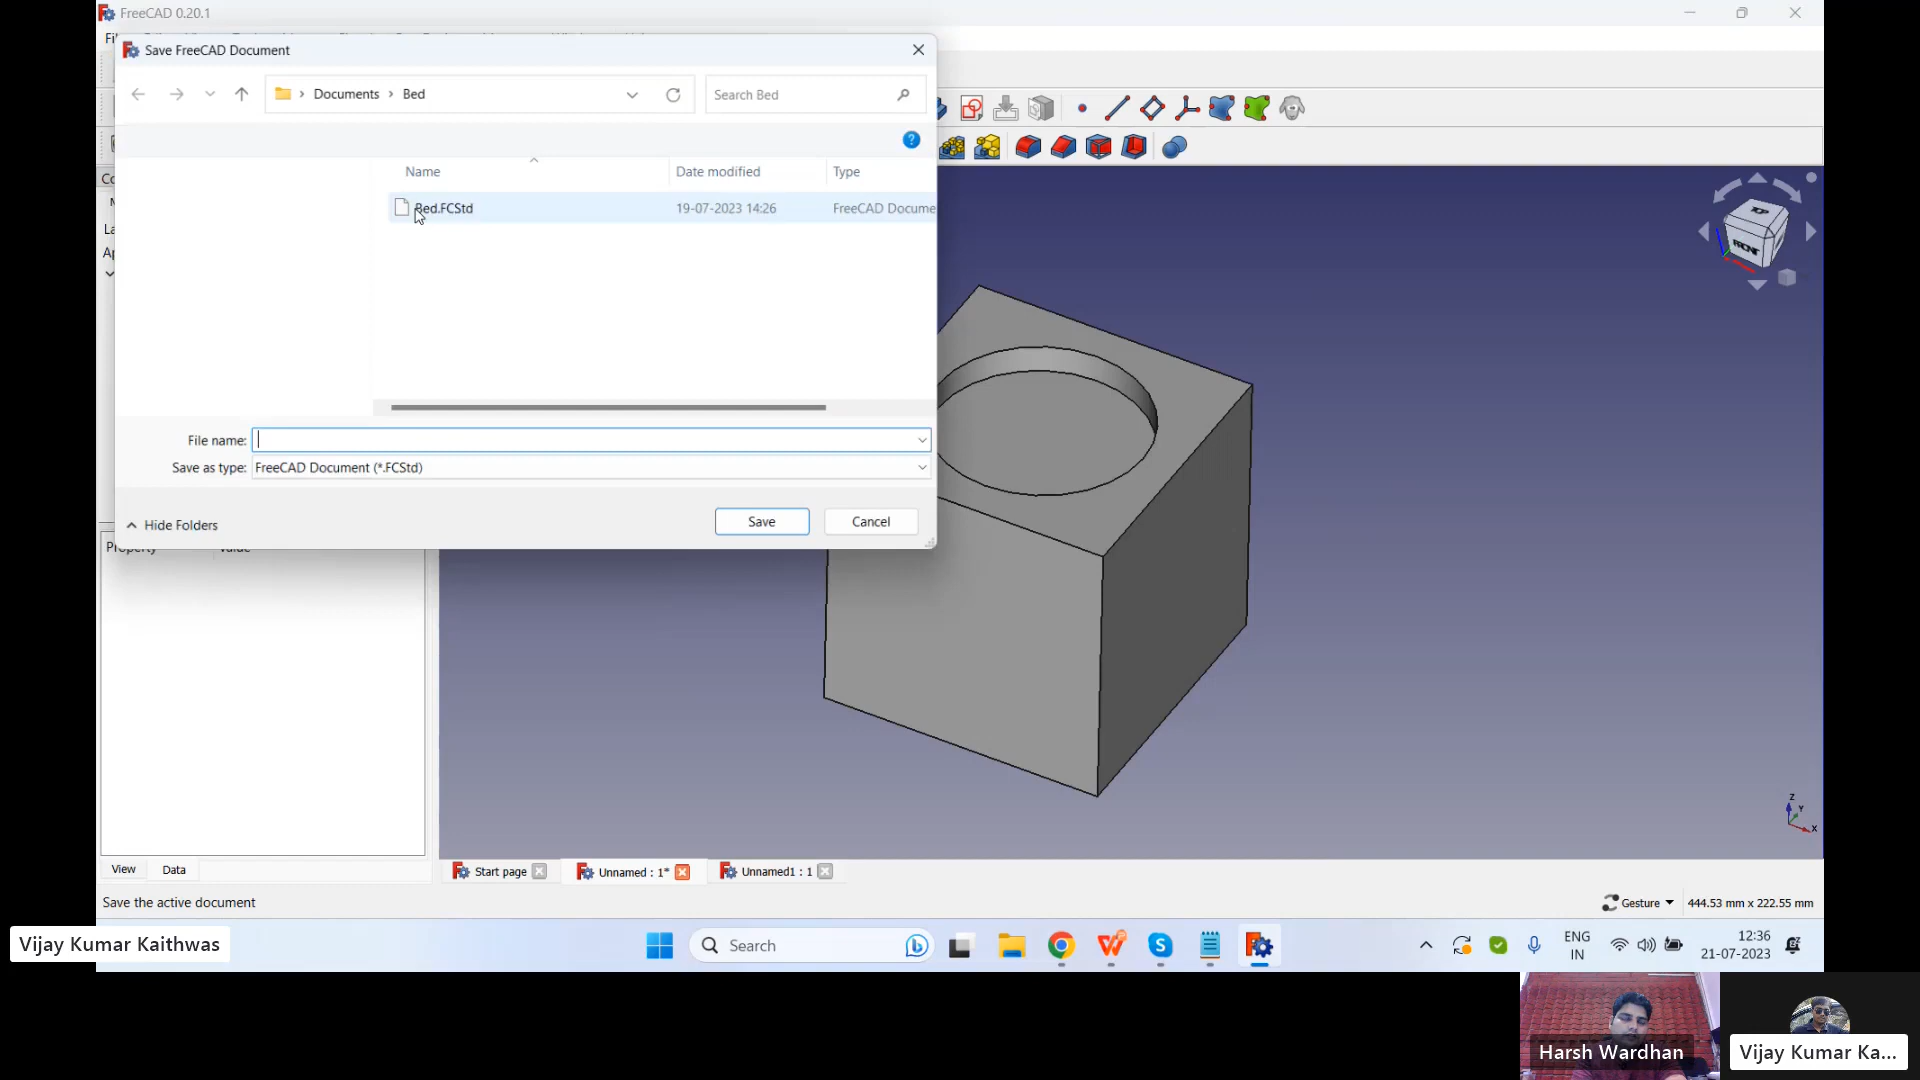 FreeCAD 0.20.1
Save FreeCAD Document
Documents
Bed
Search Bed
Name
Date modified
Type
Bed.FCStd
19-07-2023 14:26
FreeCAD Docume
File name:
Save as type:
FreeCAD Document (*.FCStd)
Hide Folders
Save
Cancel
TOP
FRONT
Z
Y
X
View
Data
Start page
Unnamed : 1*
Unnamed1 : 1
Save the active document
Gesture
444.53 mm x 222.55 mm
Search
ENG
IN
12:36
21-07-2023
Vijay Kumar Kaithwas
Harsh Wardhan
Vijay Kumar Ka...